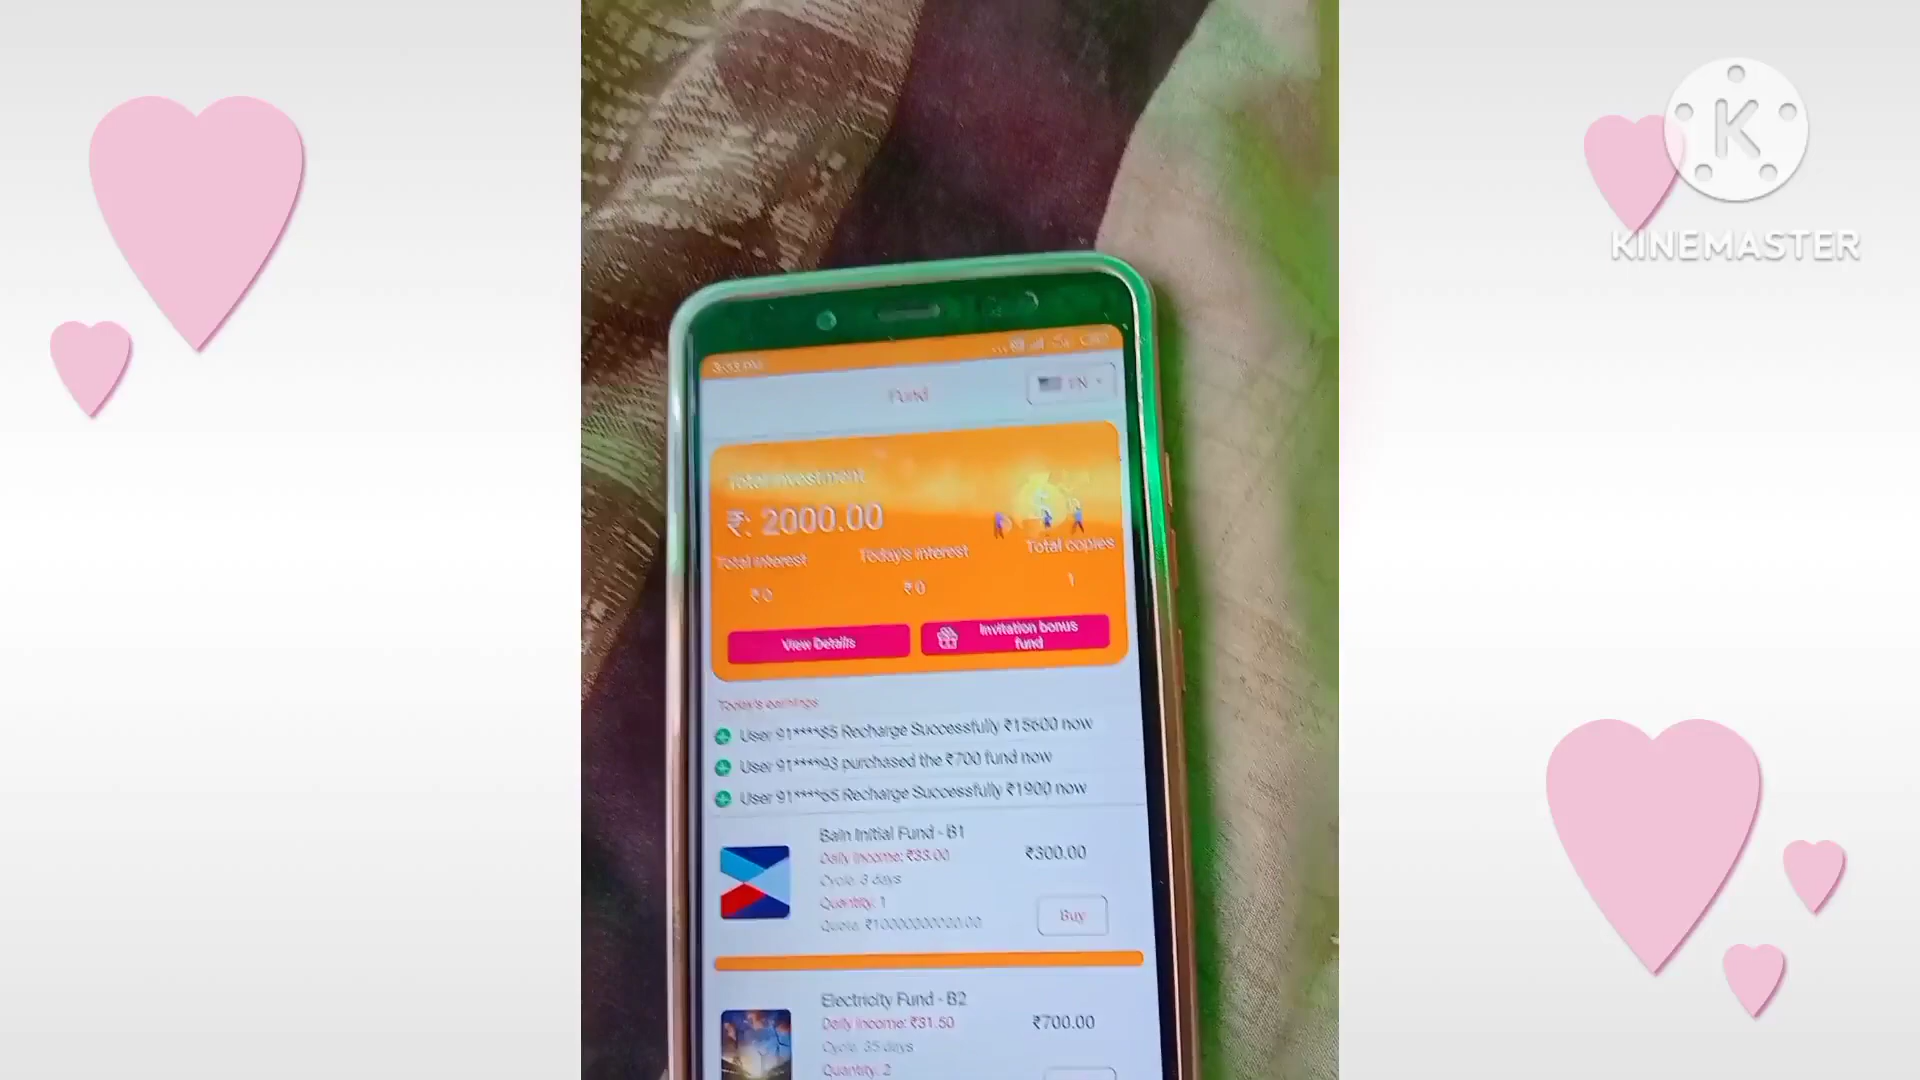 K
KINEMASTER
Fund
EN
Total investment
₹: 2000.00
Total interest
Today's interest
Total copies
₹0
₹0
1
View Details
Invitation bonus
fund
Today's earnings
User 91****85 Recharge Successfully ₹15600 now
User 91****93 purchased the ₹700 fund now
User 91****65 Recharge Successfully ₹1900 now
Bain Initial Fund - B1
Daily Income: ₹33.00
₹300.00
Cycle: 3 days
Quantity: 1
Buy
Electricity Fund - B2
Daily Income: ₹31.50
₹700.00
Cycle: 35 days
Quantity: 2